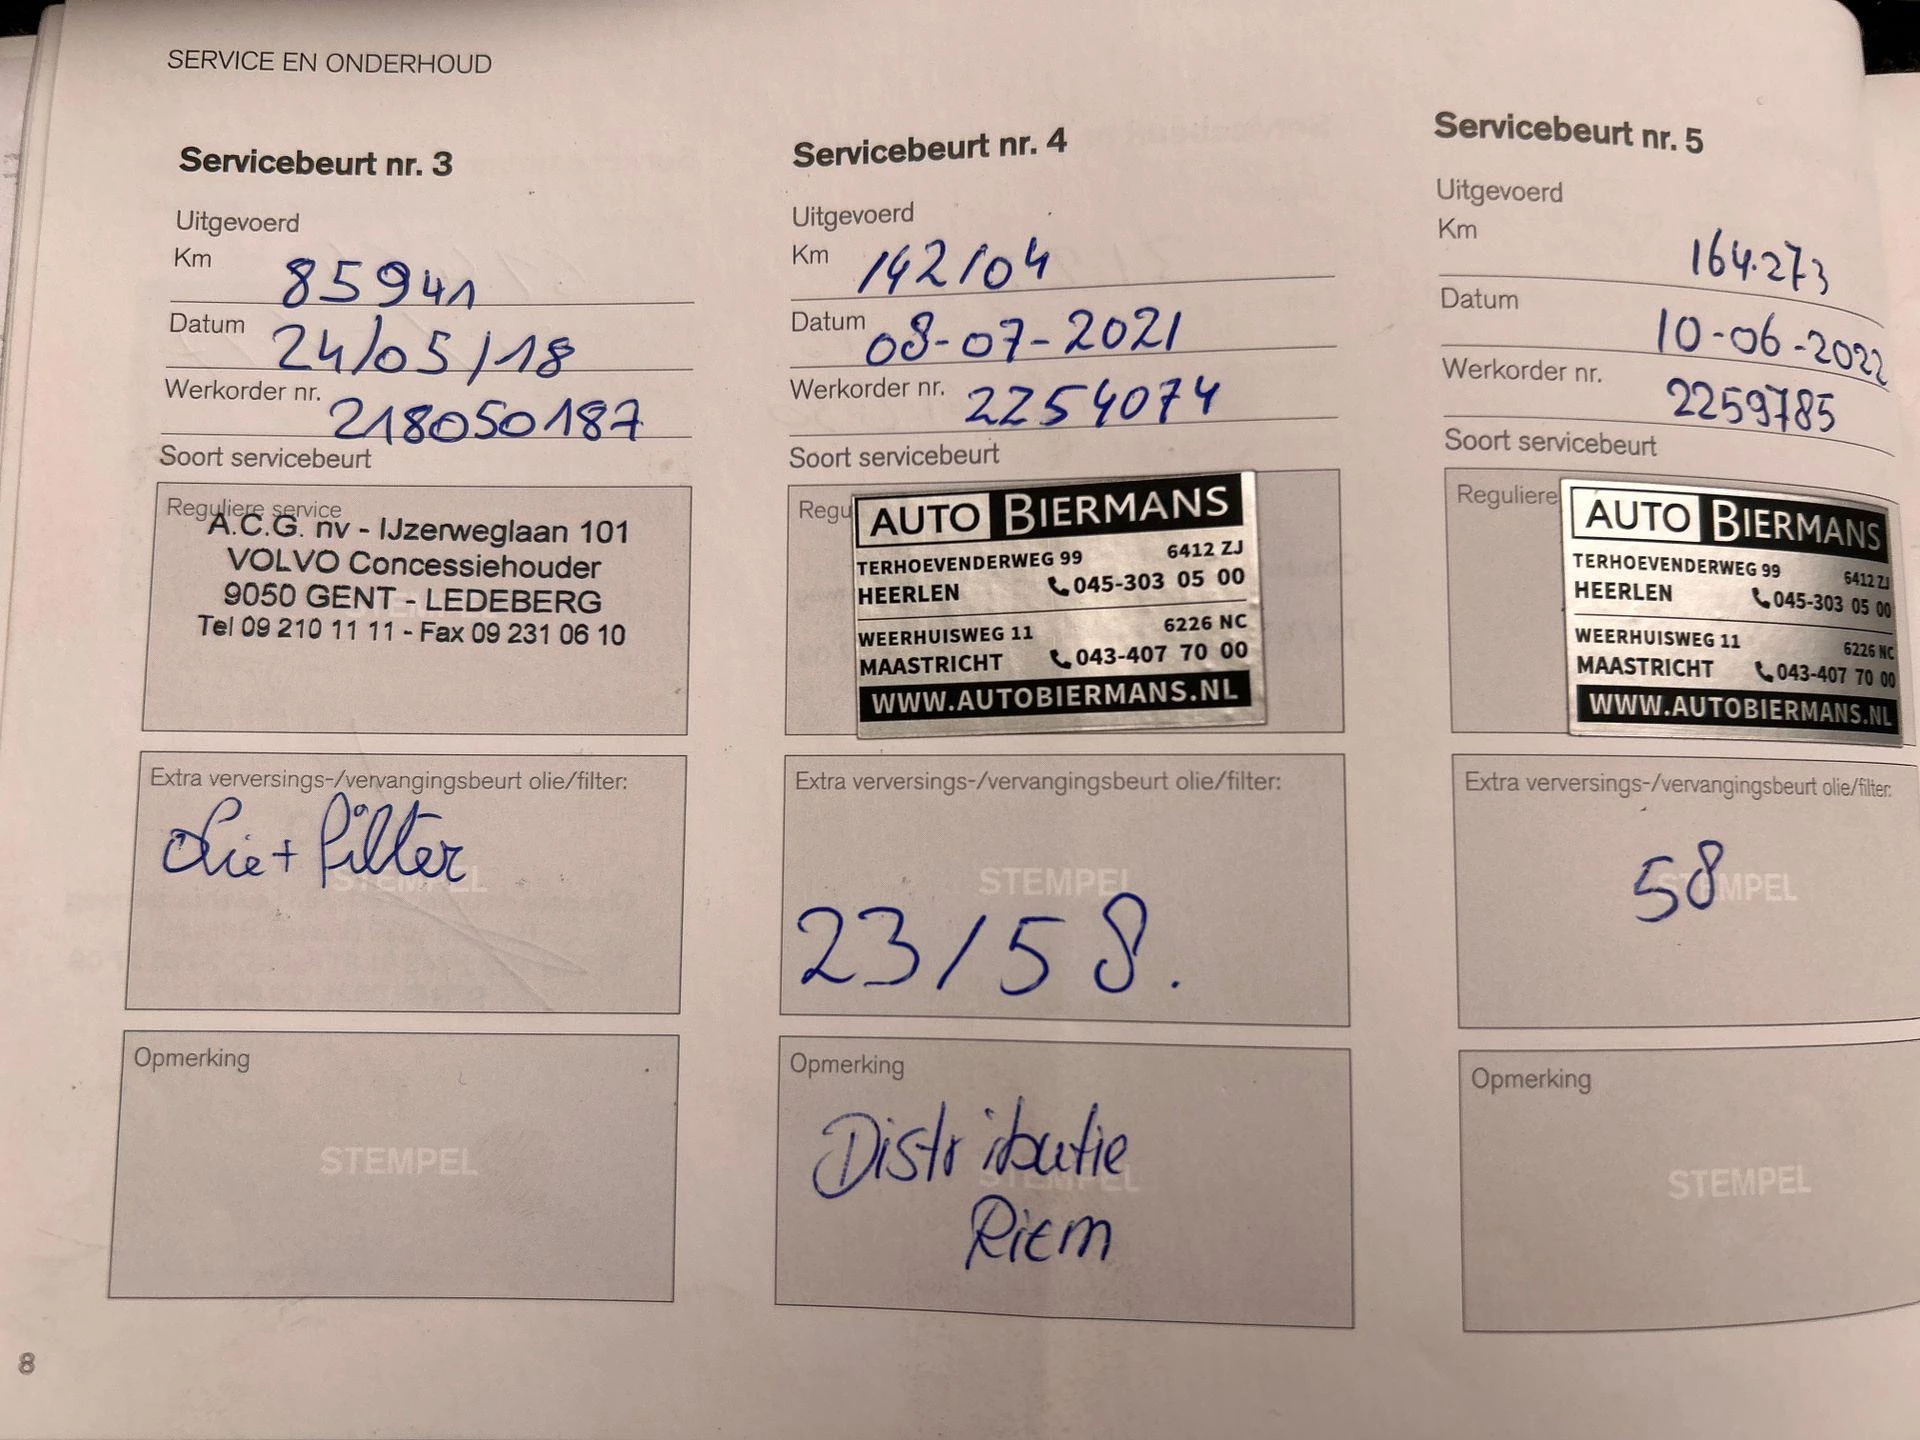 SERVICE EN ONDERHOUD
Servicebeurt nr. 3
Uitgevoerd
Km 85941
Datum 24/05/18
Werkorder nr. 218050187
Soort servicebeurt
Reguliere service
A.C.G. nv - IJzerweglaan 101
VOLVO Concessiehouder
9050 GENT - LEDEBERG
Tel 09 210 11 11 - Fax 09 231 06 10
Extra verversings-/vervangingsbeurt olie/filter:
Olie + filter
STEMPEL
Opmerking
STEMPEL
Servicebeurt nr. 4
Uitgevoerd
Km 142104
Datum 08-07-2021
Werkorder nr. 2254074
Soort servicebeurt
Regu
AUTO BIERMANS
TERHOEVENDERWEG 99 6412 ZJ
HEERLEN 045-303 05 00
WEERHUISWEG 11 6226 NC
MAASTRICHT 043-407 70 00
WWW.AUTOBIERMANS.NL
Extra verversings-/vervangingsbeurt olie/filter:
STEMPEL
23/58.
Opmerking
Distributie
STEMPEL
Riem
Servicebeurt nr. 5
Uitgevoerd
Km 164.273
Datum 10-06-2022
Werkorder nr. 2259785
Soort servicebeurt
Reguliere
AUTO BIERMANS
TERHOEVENDERWEG 99 6412 ZJ
HEERLEN 045-303 05 00
WEERHUISWEG 11 6226 NC
MAASTRICHT 043-407 70 00
WWW.AUTOBIERMANS.NL
Extra verversings-/vervangingsbeurt olie/filter:
58
STEMPEL
Opmerking
STEMPEL
8